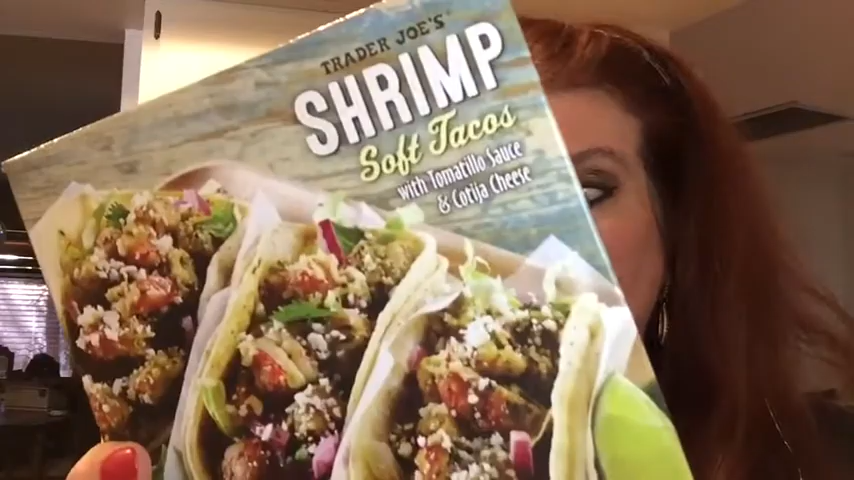 TRADER JOE'S
SHRIMP
Soft Tacos
with Tomatillo Sauce
& Cotija Cheese